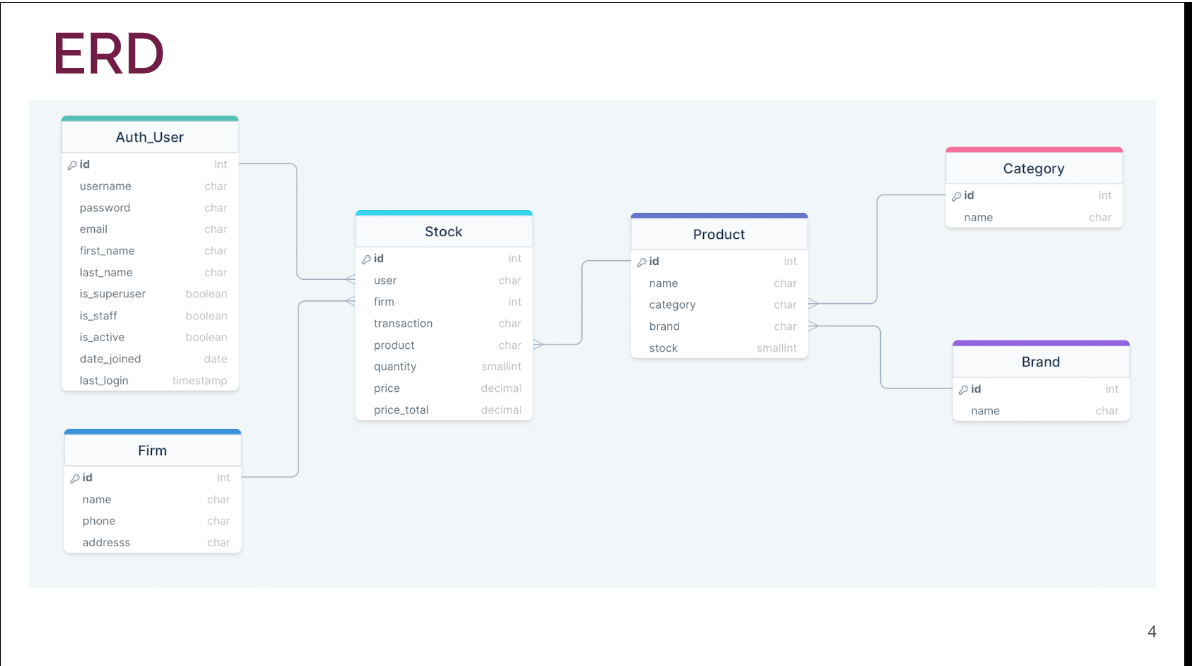 ERD
Auth_User
id int
username char
password char
email char
first_name char
last_name char
is_superuser boolean
is_staff boolean
is_active boolean
date_joined date
last_login timestamp
Firm
id int
name char
phone char
addresss char
Stock
id int
user char
firm int
transaction char
product char
quantity smallint
price decimal
price_total decimal
Product
id int
name char
category char
brand char
stock smallint
Category
id int
name char
Brand
id int
name char
4